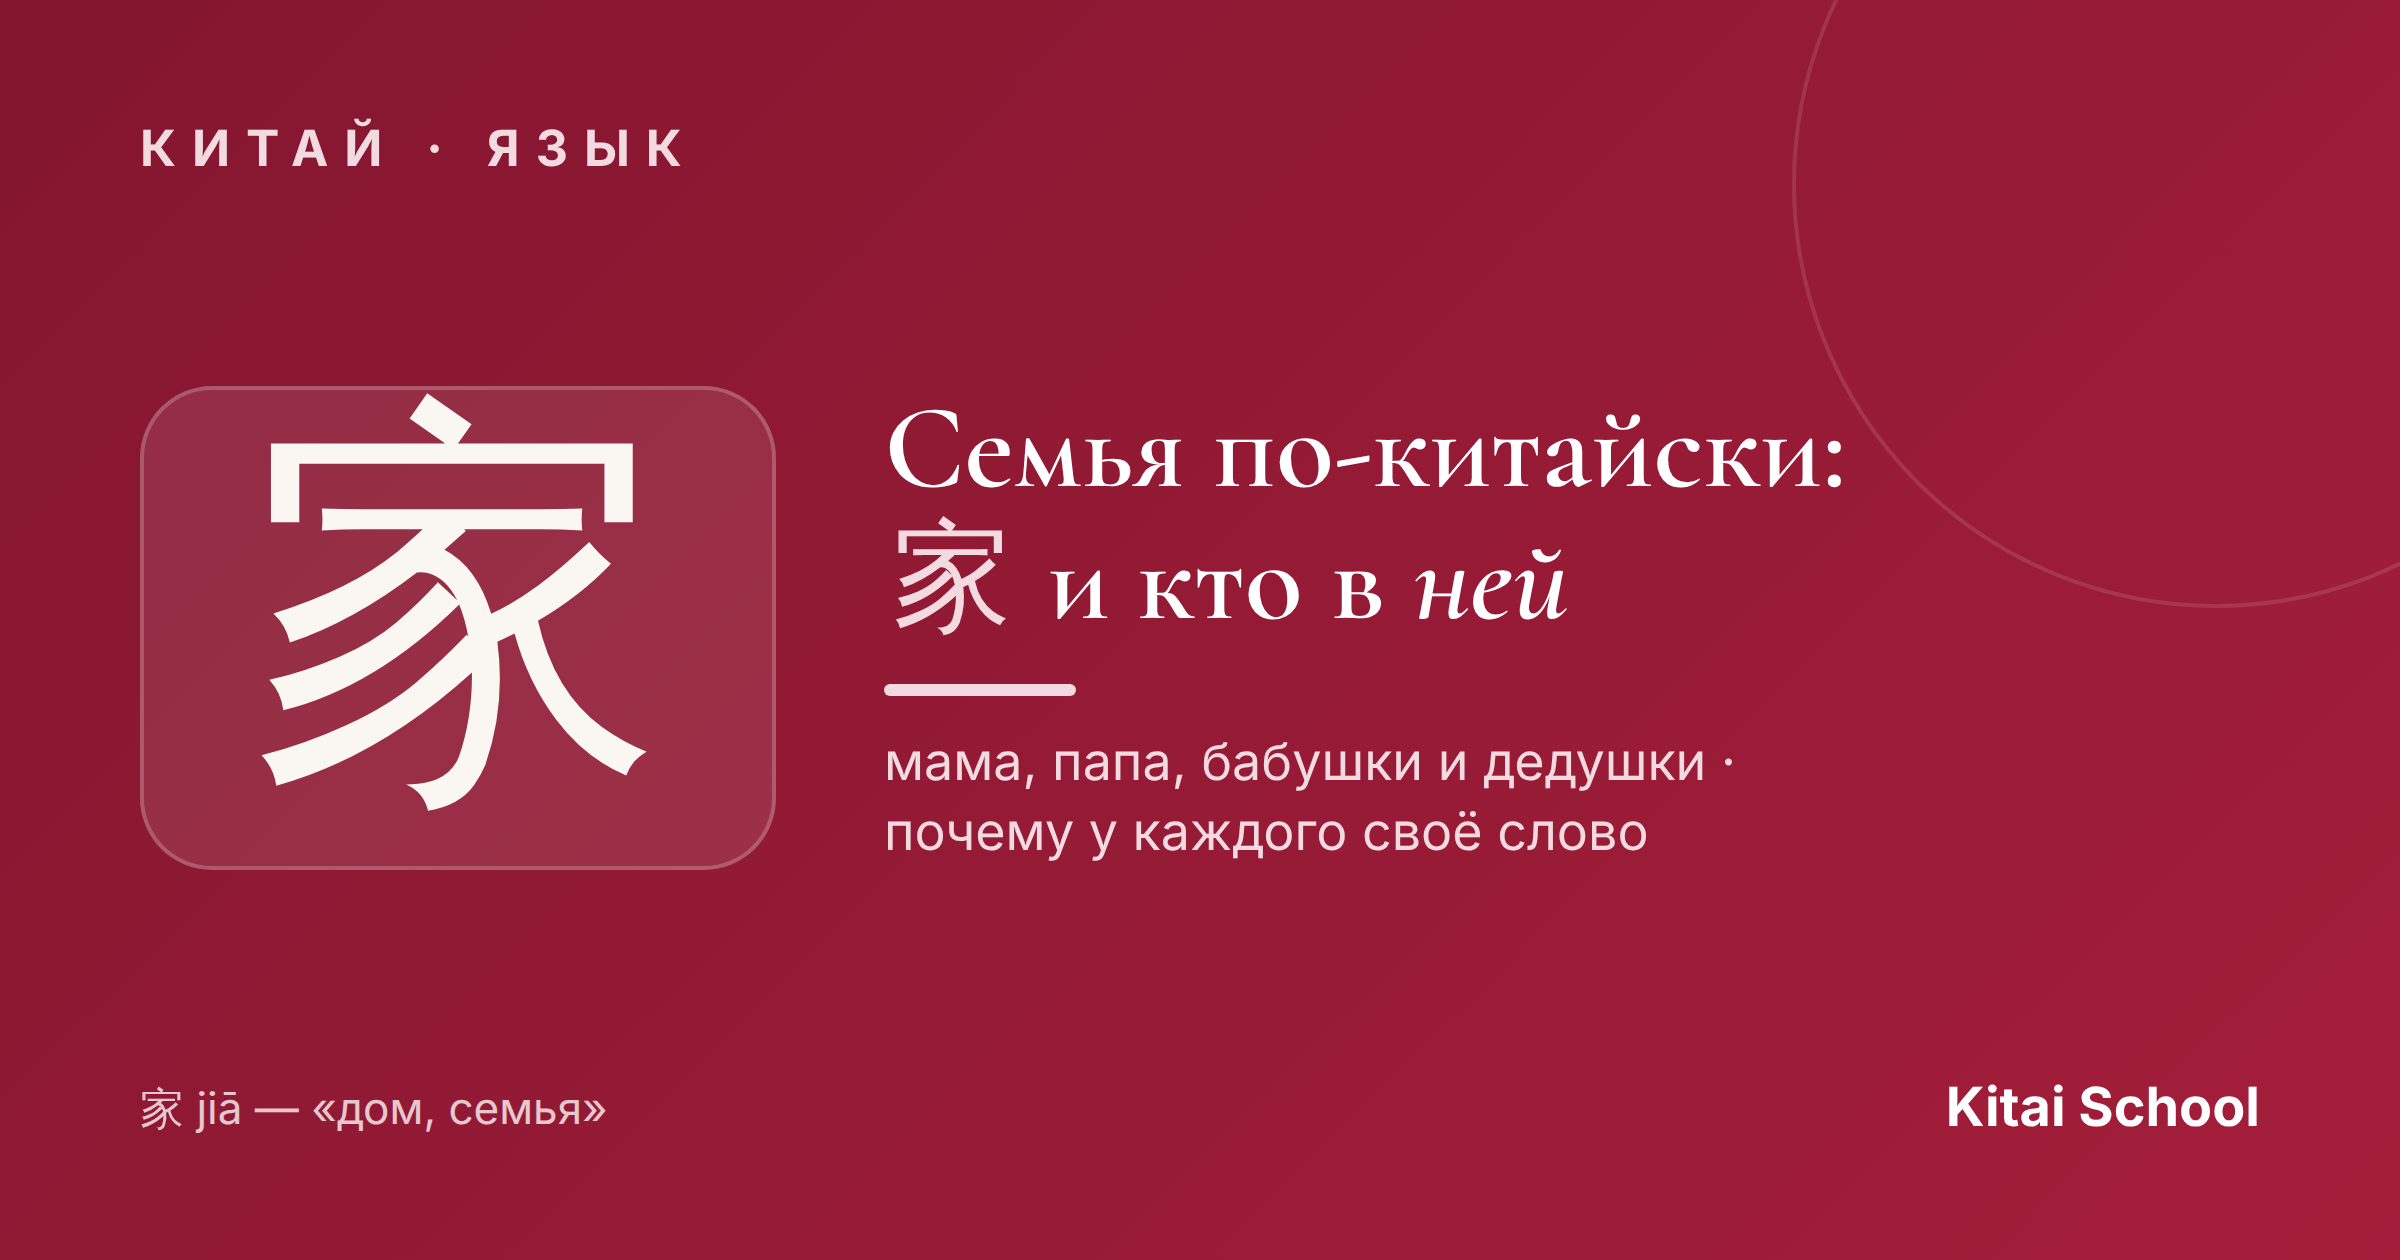 КИТАЙ · ЯЗЫК
家
Семья по-китайски:
家 и кто в ней
мама, папа, бабушки и дедушки ·
почему у каждого своё слово
家 jiā — «дом, семья»
Kitai School